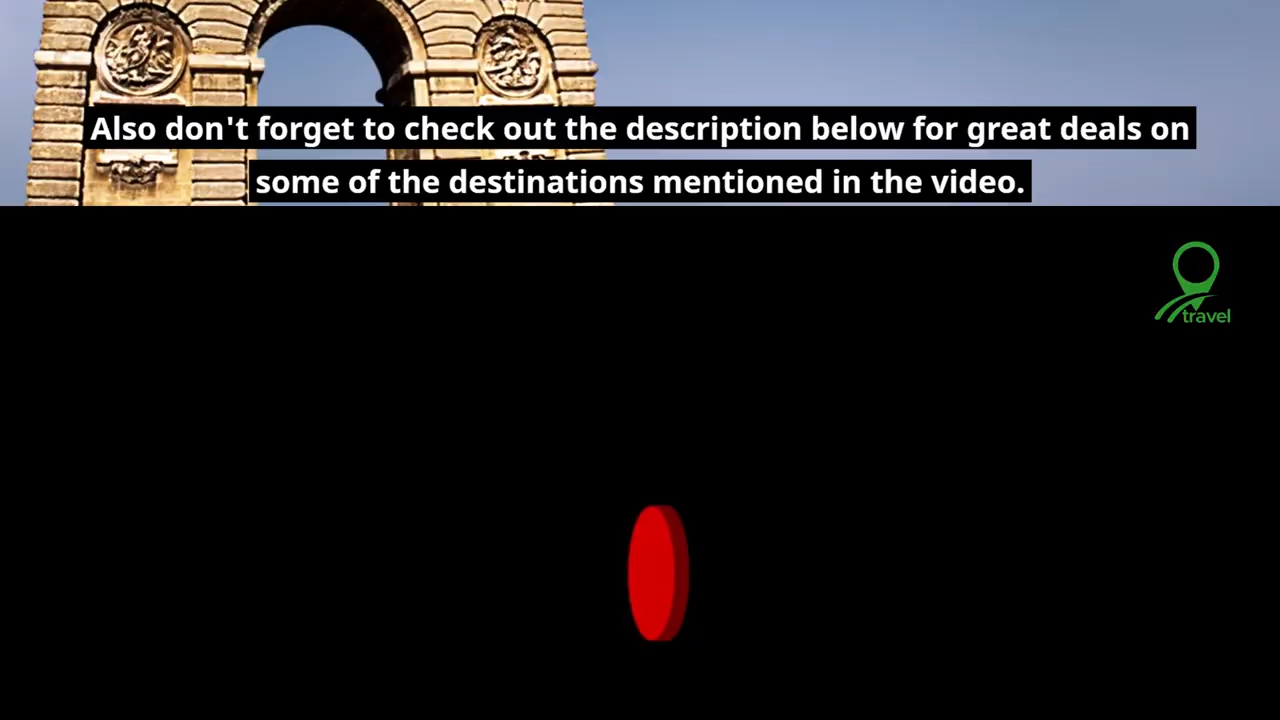 Also don't forget to check out the description below for great deals on
some of the destinations mentioned in the video.
travel